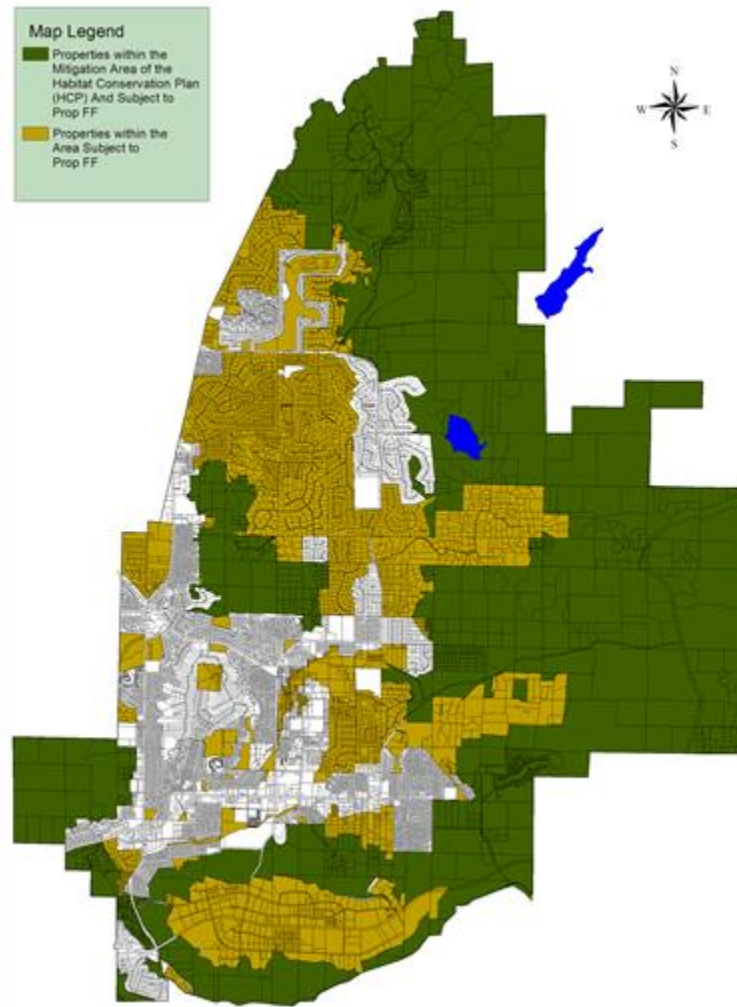 Map Legend
Properties within the
Mitigation Area of the
Habitat Conservation Plan
(HCP) And Subject to
Prop FF
Properties within the
Area Subject to
Prop FF
N
W E
S